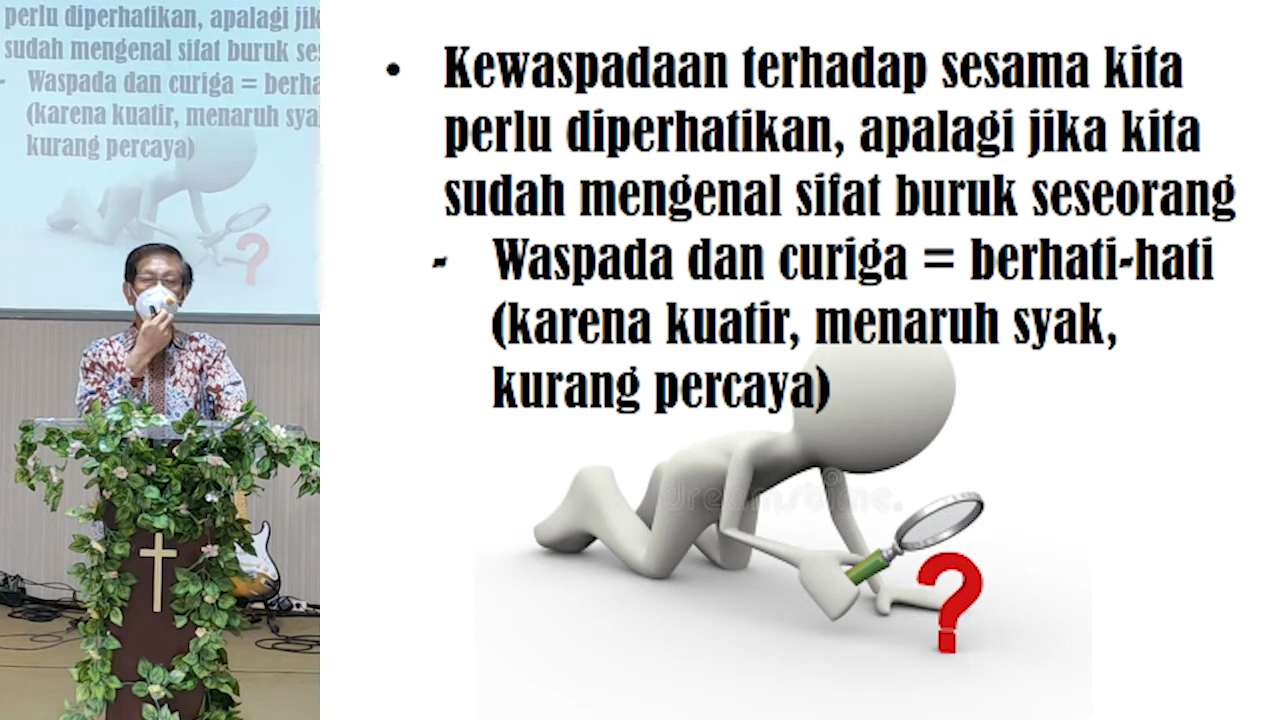 perlu diperhatikan, apalagi jik
sudah mengenal sifat buruk ses
- Waspada dan curiga = berha
(karena kuatir, menaruh sya
kurang percaya)
• Kewaspadaan terhadap sesama kita
perlu diperhatikan, apalagi jika kita
sudah mengenal sifat buruk seseorang
- Waspada dan curiga = berhati-hati
(karena kuatir, menaruh syak,
kurang percaya)
dreamstime.
?
?